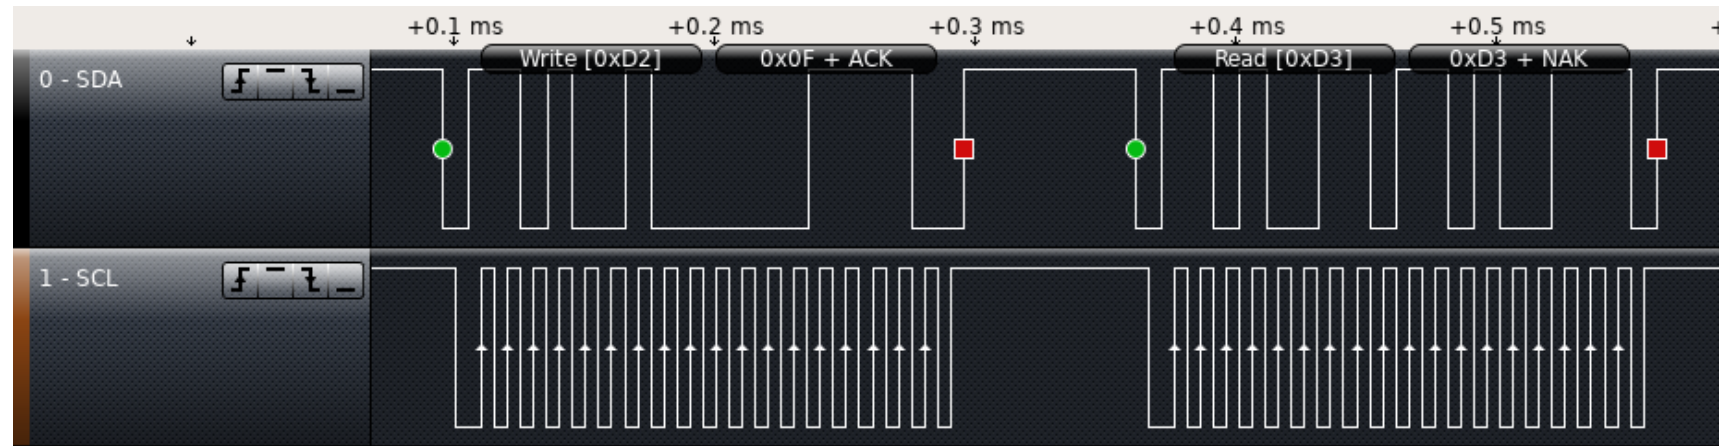 +0.1 ms +0.2 ms +0.3 ms +0.4 ms +0.5 ms +
Write [0xD2] 0x0F + ACK Read [0xD3] 0xD3 + NAK
0 - SDA
1 - SCL